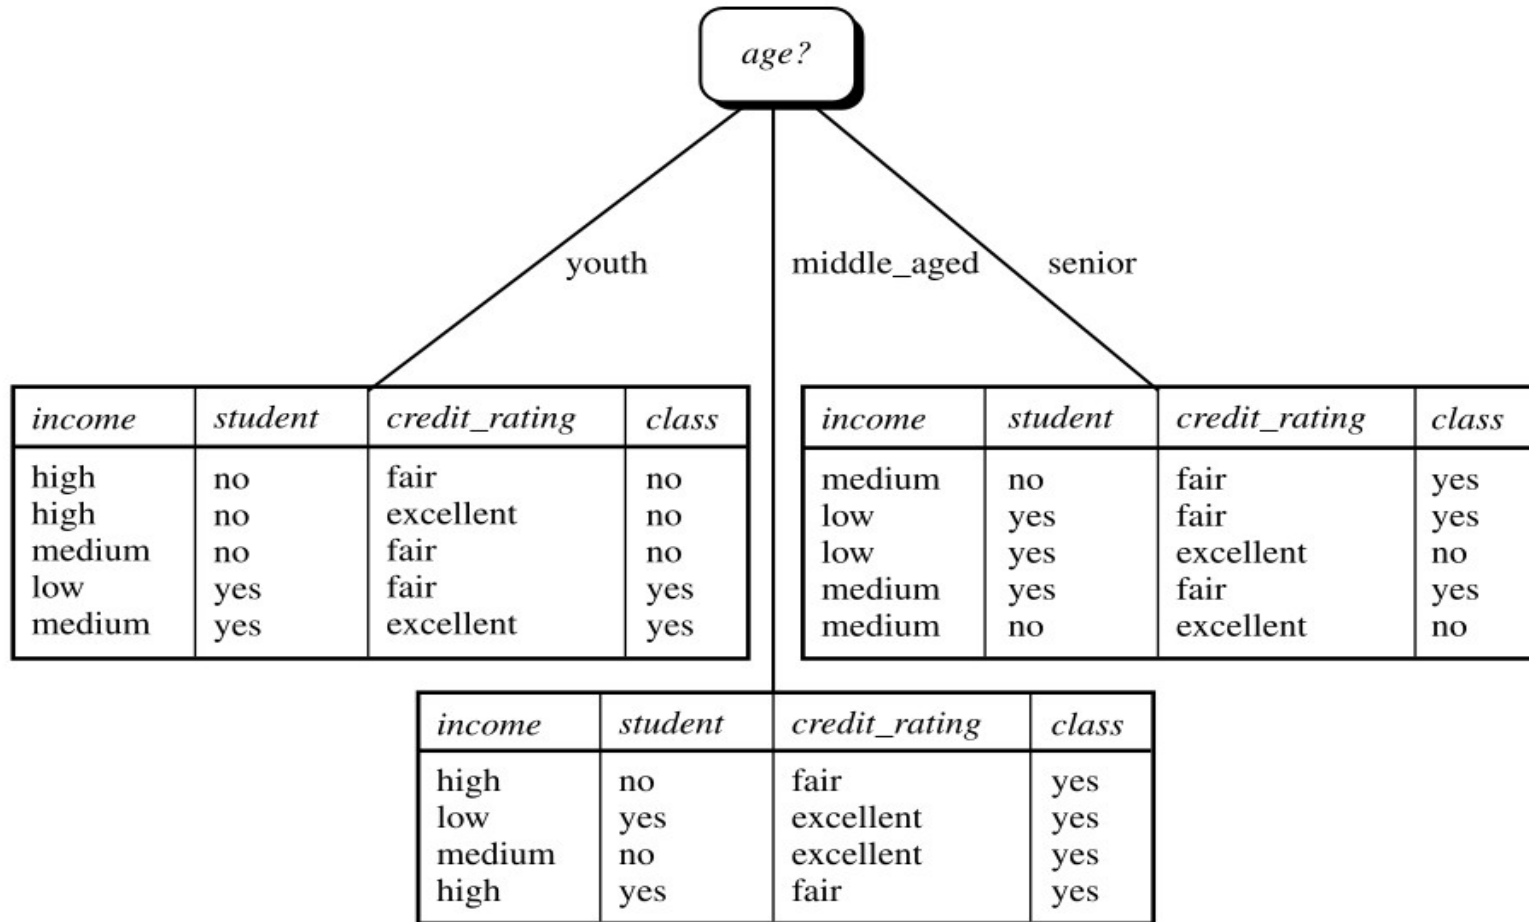 age?
youth
middle_aged
senior
income student credit_rating class
high no fair no
high no excellent no
medium no fair no
low yes fair yes
medium yes excellent yes
income student credit_rating class
medium no fair yes
low yes fair yes
low yes excellent no
medium yes fair yes
medium no excellent no
income student credit_rating class
high no fair yes
low yes excellent yes
medium no excellent yes
high yes fair yes